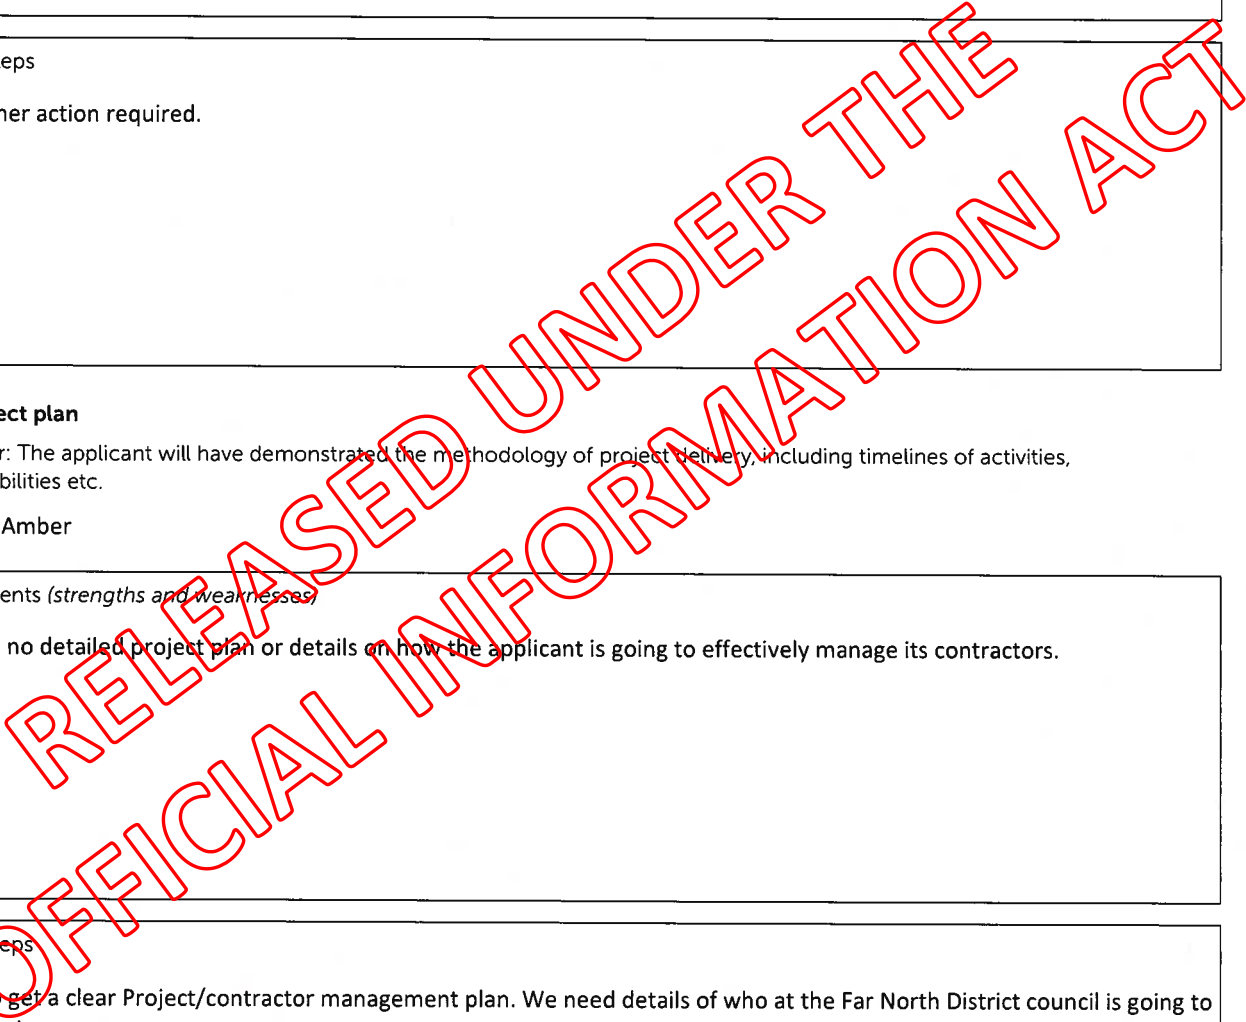 eps
her action required.
ect plan
r: The applicant will have demonstrated the methodology of project delivery, including timelines of activities,
bilities etc.
Amber
ents (strengths and weaknesses)
no detailed project plan or details on how the applicant is going to effectively manage its contractors.
eps
get a clear Project/contractor management plan. We need details of who at the Far North District council is going to
RELEASED UNDER THE
OFFICIAL INFORMATION ACT